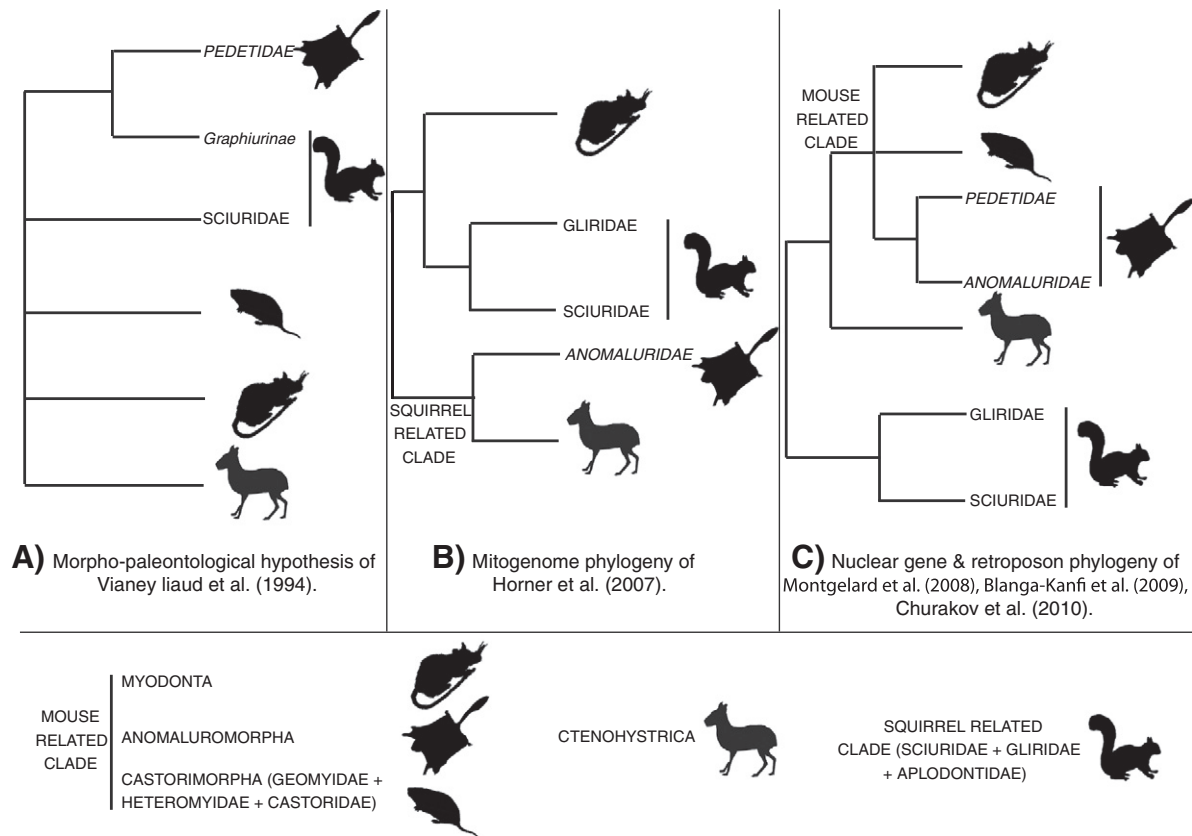 PEDETIDAE
Graphiurinae
SCIURIDAE
A) Morpho-paleontological hypothesis of
Vianey liaud et al. (1994).
GLIRIDAE
SCIURIDAE
ANOMALURIDAE
SQUIRREL
RELATED
CLADE
B) Mitogenome phylogeny of
Horner et al. (2007).
MOUSE
RELATED
CLADE
PEDETIDAE
ANOMALURIDAE
GLIRIDAE
SCIURIDAE
C) Nuclear gene & retroposon phylogeny of
Montgelard et al. (2008), Blanga-Kanfi et al. (2009),
Churakov et al. (2010).
MOUSE
RELATED
CLADE
MYODONTA
ANOMALUROMORPHA
CASTORIMORPHA (GEOMYIDAE +
HETEROMYIDAE + CASTORIDAE)
CTENOHYSTRICA
SQUIRREL RELATED
CLADE (SCIURIDAE + GLIRIDAE
+ APLODONTIDAE)